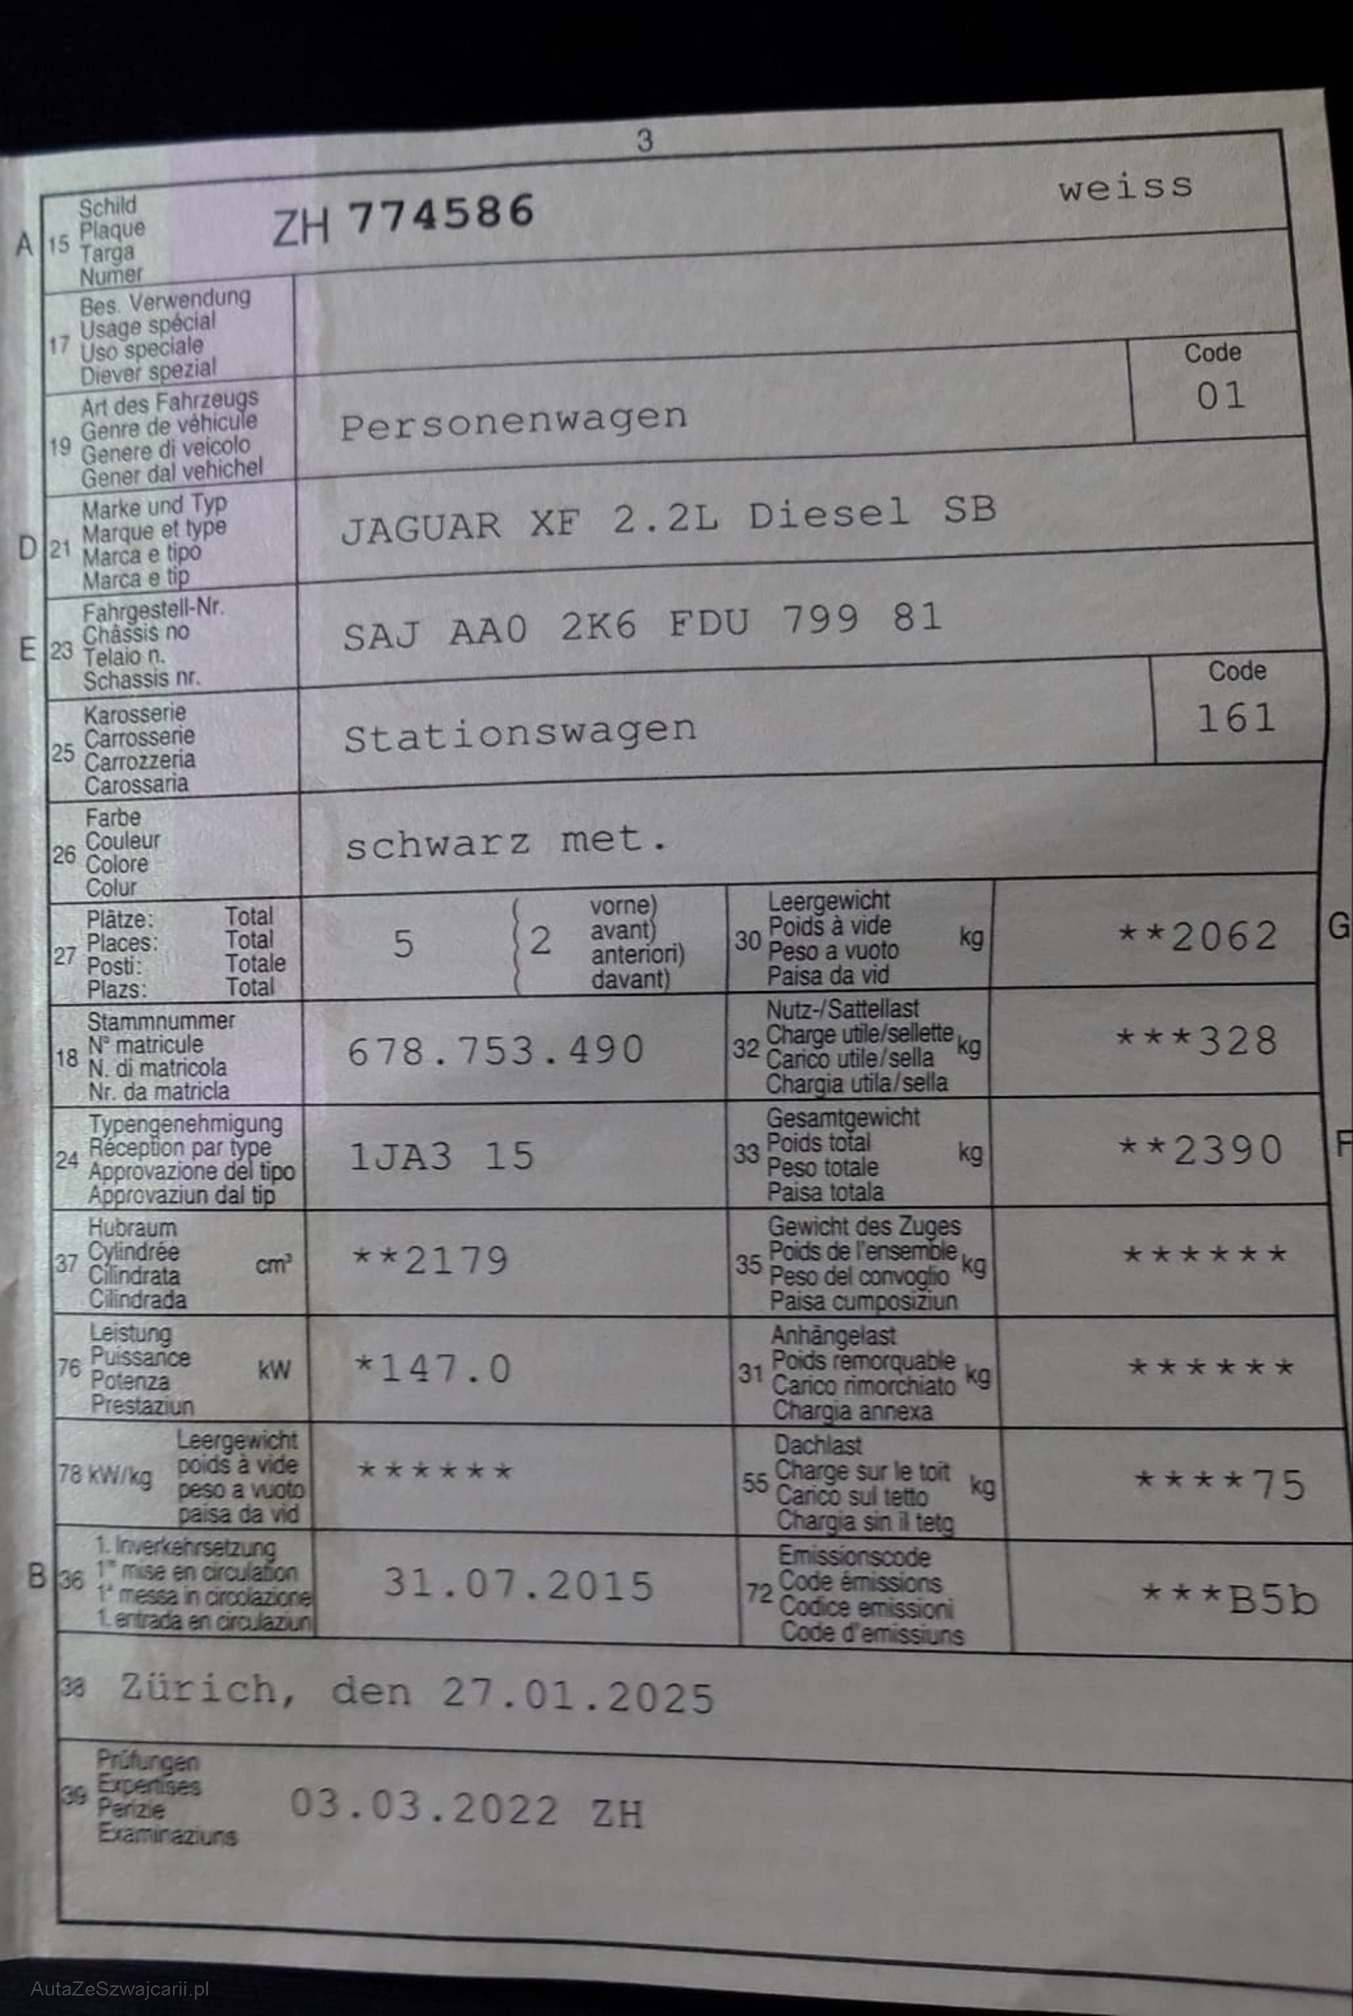 3
A 15 Schild
Plaque
Targa
Numer
ZH 774586 weiss
17 Bes. Verwendung
Usage spécial
Uso speciale
Diever spezial
19 Art des Fahrzeugs
Genre de véhicule
Genere di veicolo
Gener dal vehichel
Personenwagen
Code
01
D 21 Marke und Typ
Marque et type
Marca e tipo
Marca e tip
JAGUAR XF 2.2L Diesel SB
E 23 Fahrgestell-Nr.
Châssis no
Telaio n.
Schassis nr.
SAJ AA0 2K6 FDU 799 81
25 Karosserie
Carrosserie
Carrozzeria
Carossaria
Stationswagen
Code
161
26 Farbe
Couleur
Colore
Colur
schwarz met.
27 Plätze: Total
Places: Total
Posti: Totale
Plazs: Total
5 2 vorne)
avant)
anteriori)
davant)
30 Leergewicht
Poids à vide
Peso a vuoto
Paisa da vid
kg **2062 G
18 Stammnummer
N° matricule
N. di matricola
Nr. da matricla
678.753.490
32 Nutz-/Sattellast
Charge utile/sellette
Carico utile/sella
Chargia utila/sella
kg ***328
24 Typengenehmigung
Réception par type
Approvazione del tipo
Approvaziun dal tip
1JA3 15
33 Gesamtgewicht
Poids total
Peso totale
Paisa totala
kg **2390 F
37 Hubraum
Cylindrée
Cilindrata
Cilindrada
cm³ **2179
35 Gewicht des Zuges
Poids de l'ensemble
Peso del convoglio
Paisa cumposiziun
kg ******
76 Leistung
Puissance
Potenza
Prestaziun
kW *147.0
31 Anhängelast
Poids remorquable
Carico rimorchiato
Chargia annexa
kg ******
78 kW/kg Leergewicht
poids à vide
peso a vuoto
paisa da vid
******
55 Dachlast
Charge sur le toit
Carico sul tetto
Chargia sin il tetg
kg ****75
B 36 1. Inverkehrsetzung
1re mise en circulation
1a messa in circolazione
1. entrada en circulaziun
31.07.2015
72 Emissionscode
Code émissions
Codice emissioni
Code d'emissiuns
***B5b
38 Zürich, den 27.01.2025
39 Prüfungen
Expertises
Perizie
Examinaziuns
03.03.2022 ZH
AutaZeSzwajcarii.pl